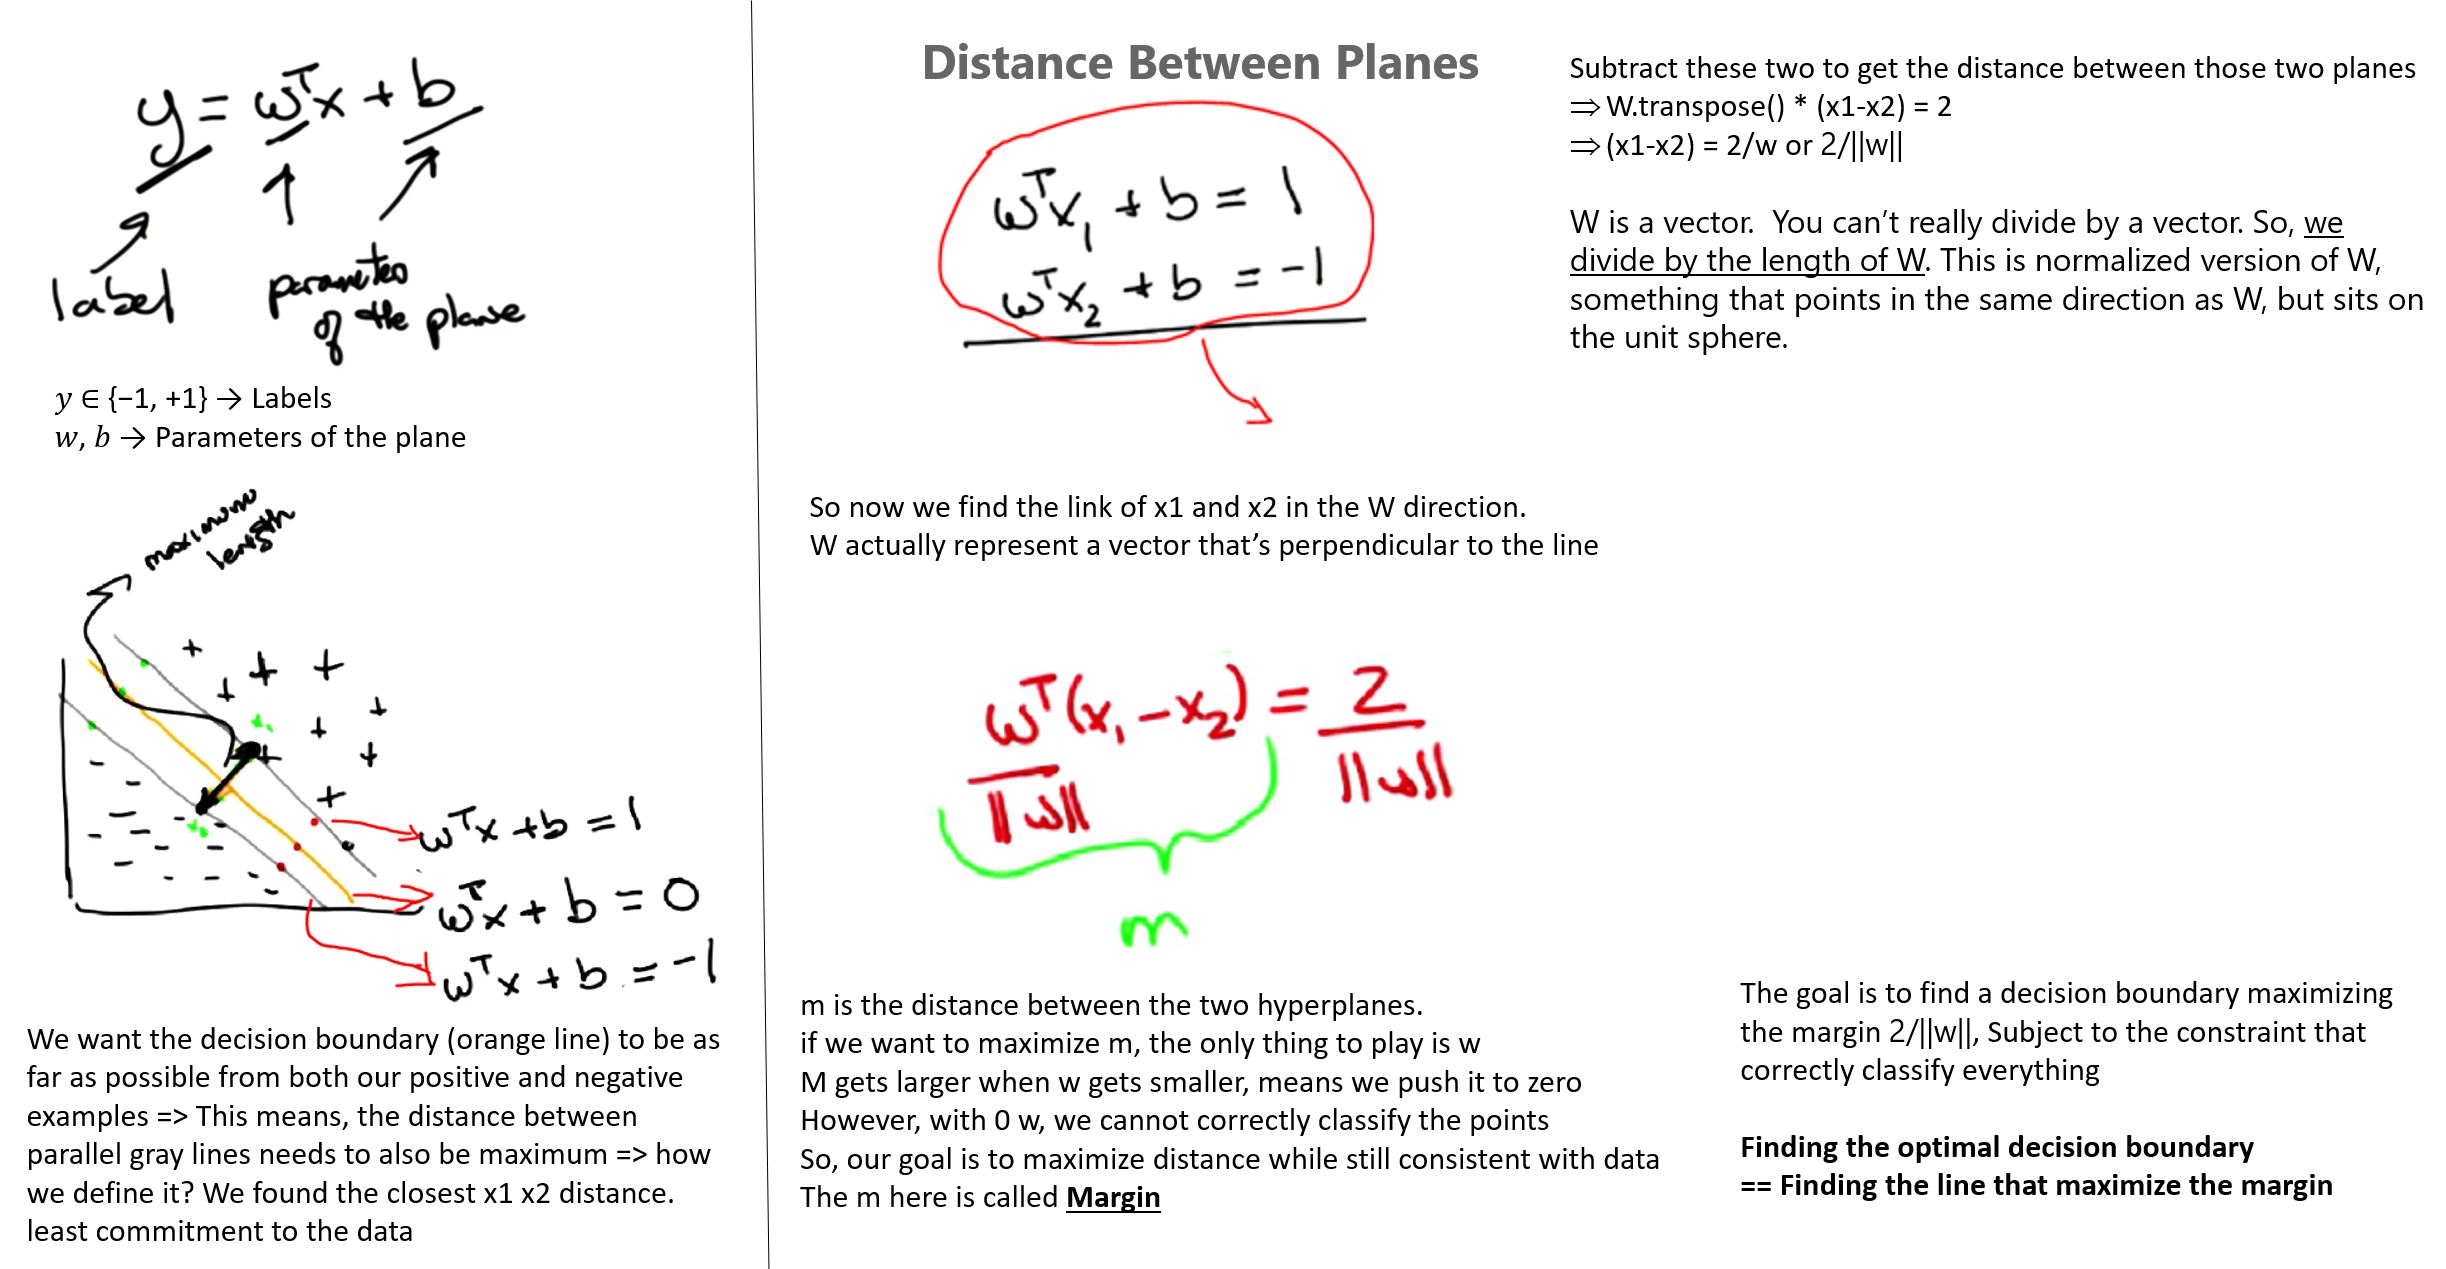 y = wᵀx + b
label
parameters
of the plane
y ∈ {−1, +1} → Labels
w, b → Parameters of the plane
maximum
length
wᵀx + b = 1
wᵀx + b = 0
wᵀx + b = -1
We want the decision boundary (orange line) to be as
far as possible from both our positive and negative
examples => This means, the distance between
parallel gray lines needs to also be maximum => how
we define it? We found the closest x1 x2 distance.
least commitment to the data
Distance Between Planes
wᵀx₁ + b = 1
wᵀx₂ + b = -1
Subtract these two to get the distance between those two planes
⇒ W.transpose() * (x1-x2) = 2
⇒ (x1-x2) = 2/w or 2/||w||
W is a vector.  You can’t really divide by a vector. So, we
divide by the length of W. This is normalized version of W,
something that points in the same direction as W, but sits on
the unit sphere.
So now we find the link of x1 and x2 in the W direction.
W actually represent a vector that’s perpendicular to the line
wᵀ(x₁ - x₂) = 2
||w|| ||w||
m
m is the distance between the two hyperplanes.
if we want to maximize m, the only thing to play is w
M gets larger when w gets smaller, means we push it to zero
However, with 0 w, we cannot correctly classify the points
So, our goal is to maximize distance while still consistent with data
The m here is called Margin
The goal is to find a decision boundary maximizing
the margin 2/||w||, Subject to the constraint that
correctly classify everything
Finding the optimal decision boundary
== Finding the line that maximize the margin